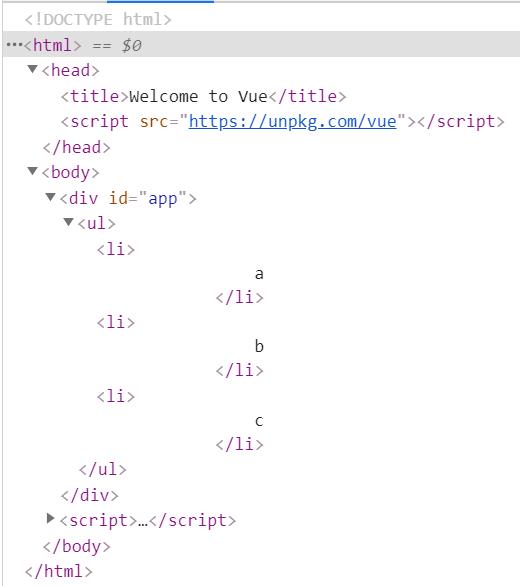 <!DOCTYPE html>
…<html> == $0
▼<head>
<title>Welcome to Vue</title>
<script src="https://unpkg.com/vue"></script>
</head>
▼<body>
▼<div id="app">
▼<ul>
<li>
a
</li>
<li>
b
</li>
<li>
c
</li>
</ul>
</div>
▶<script>…</script>
</body>
</html>